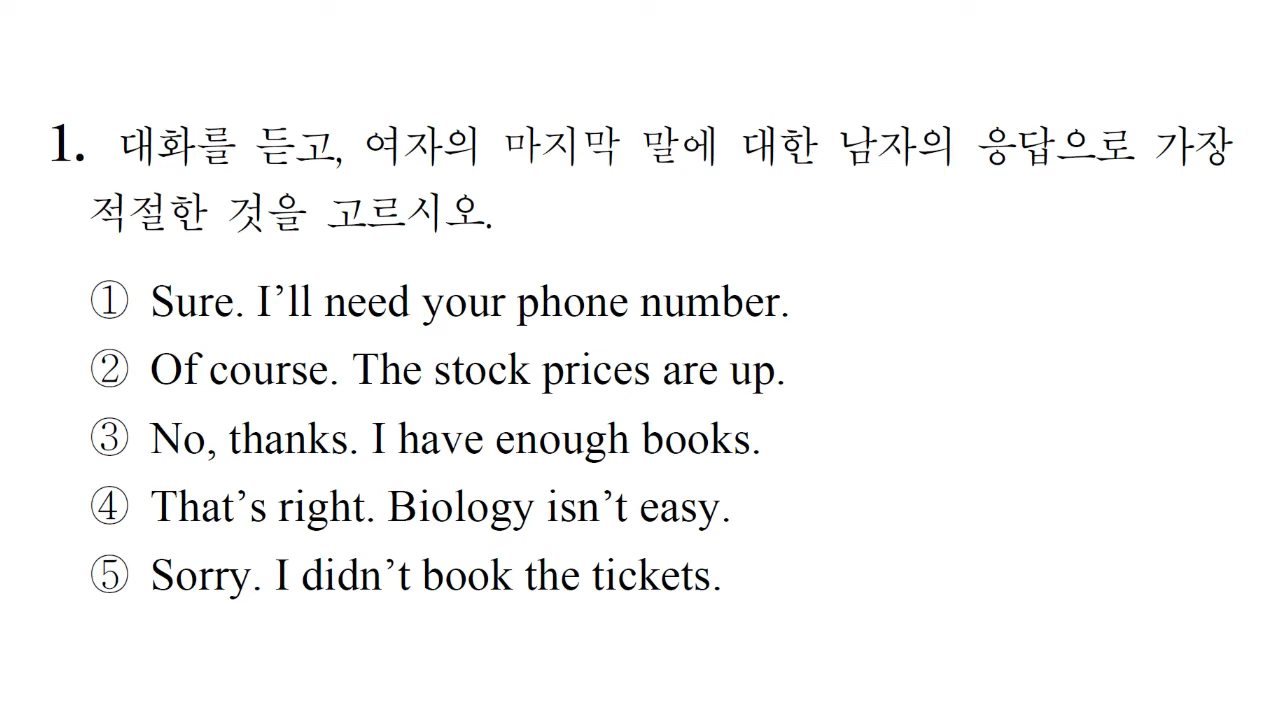 1. 대화를 듣고, 여자의 마지막 말에 대한 남자의 응답으로 가장
적절한 것을 고르시오.
① Sure. I’ll need your phone number.
② Of course. The stock prices are up.
③ No, thanks. I have enough books.
④ That’s right. Biology isn’t easy.
⑤ Sorry. I didn’t book the tickets.